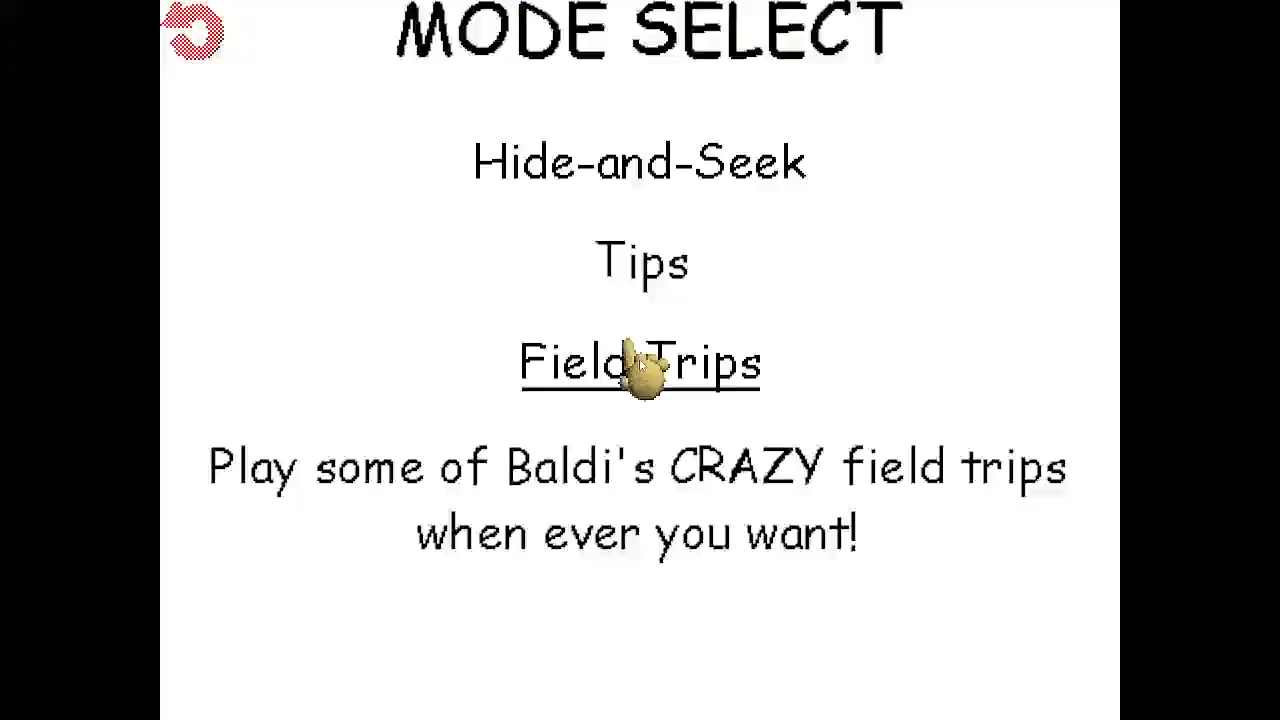 MODE SELECT
Hide-and-Seek
Tips
Field Trips
Play some of Baldi's CRAZY field trips
when ever you want!